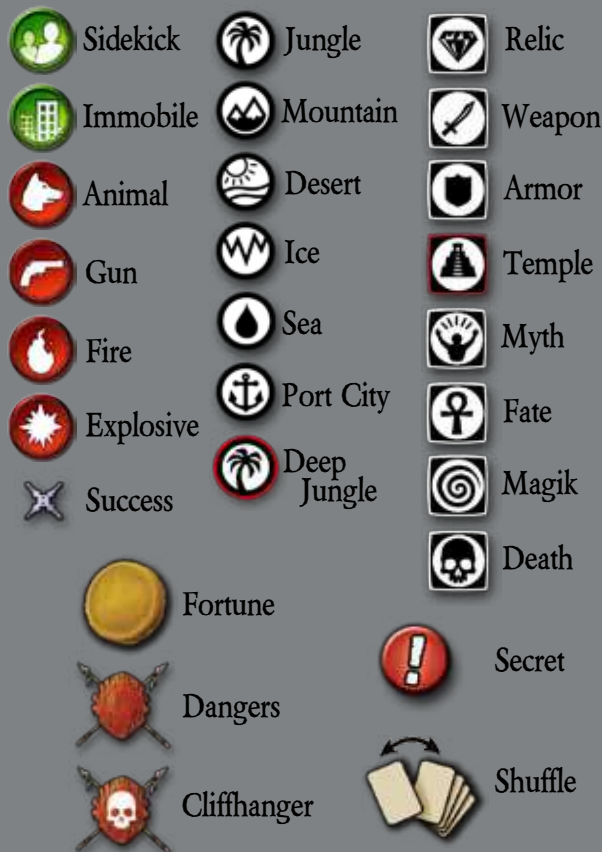 Sidekick
Immobile
Animal
Gun
Fire
Explosive
Success
Jungle
Mountain
Desert
Ice
Sea
Port City
Deep
Jungle
Relic
Weapon
Armor
Temple
Myth
Fate
Magik
Death
Fortune
Dangers
Cliffhanger
Secret
Shuffle